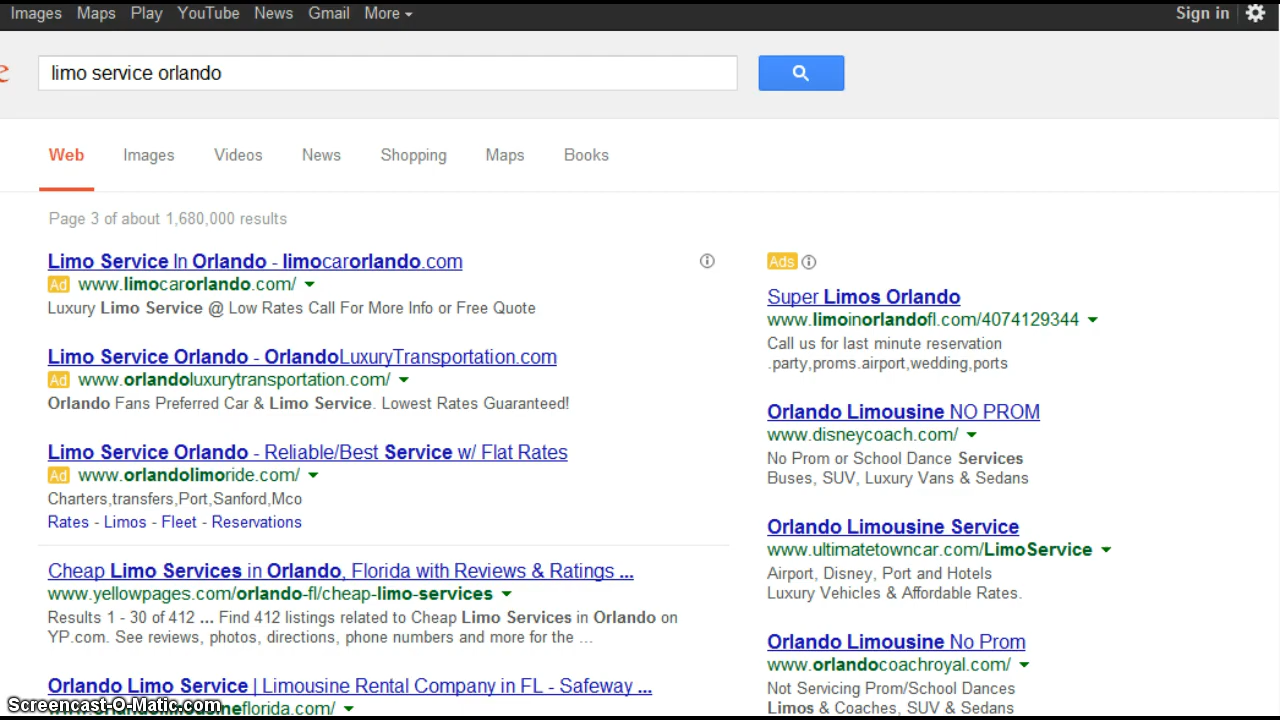 Images Maps Play YouTube News Gmail More
Sign in
e
limo service orlando
Web Images Videos News Shopping Maps Books
Page 3 of about 1,680,000 results
Limo Service In Orlando - limocarorlando.com
Ad www.limocarorlando.com/
Luxury Limo Service @ Low Rates Call For More Info or Free Quote
Limo Service Orlando - OrlandoLuxuryTransportation.com
Ad www.orlandoluxurytransportation.com/
Orlando Fans Preferred Car & Limo Service. Lowest Rates Guaranteed!
Limo Service Orlando - Reliable/Best Service w/ Flat Rates
Ad www.orlandolimoride.com/
Charters,transfers,Port,Sanford,Mco
Rates - Limos - Fleet - Reservations
Cheap Limo Services in Orlando, Florida with Reviews & Ratings ...
www.yellowpages.com/orlando-fl/cheap-limo-services
Results 1 - 30 of 412 ... Find 412 listings related to Cheap Limo Services in Orlando on
YP.com. See reviews, photos, directions, phone numbers and more for the ...
Orlando Limo Service | Limousine Rental Company in FL - Safeway ...
www.orlandolimousineflorida.com/
Ads
Super Limos Orlando
www.limoinorlandofl.com/4074129344
Call us for last minute reservation
.party,proms.airport,wedding,ports
Orlando Limousine NO PROM
www.disneycoach.com/
No Prom or School Dance Services
Buses, SUV, Luxury Vans & Sedans
Orlando Limousine Service
www.ultimatetowncar.com/LimoService
Airport, Disney, Port and Hotels
Luxury Vehicles & Affordable Rates.
Orlando Limousine No Prom
www.orlandocoachroyal.com/
Not Servicing Prom/School Dances
Limos & Coaches, SUV & Sedans
Screencast-O-Matic.com